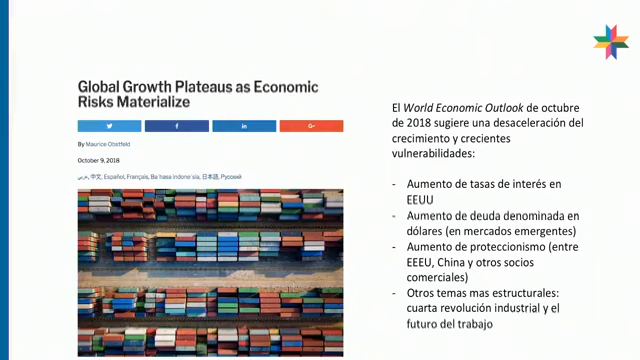 Global Growth Plateaus as Economic
Risks Materialize
By Maurice Obstfeld
October 9, 2018
عربي, 中文, Español, Français, Bahasa Indonesia, 日本語, Русский
El World Economic Outlook de octubre
de 2018 sugiere una desaceleración del
crecimiento y crecientes
vulnerabilidades:
- Aumento de tasas de interés en
EEUU
- Aumento de deuda denominada en
dólares (en mercados emergentes)
- Aumento de proteccionismo (entre
EEEU, China y otros socios
comerciales)
- Otros temas mas estructurales:
cuarta revolución industrial y el
futuro del trabajo